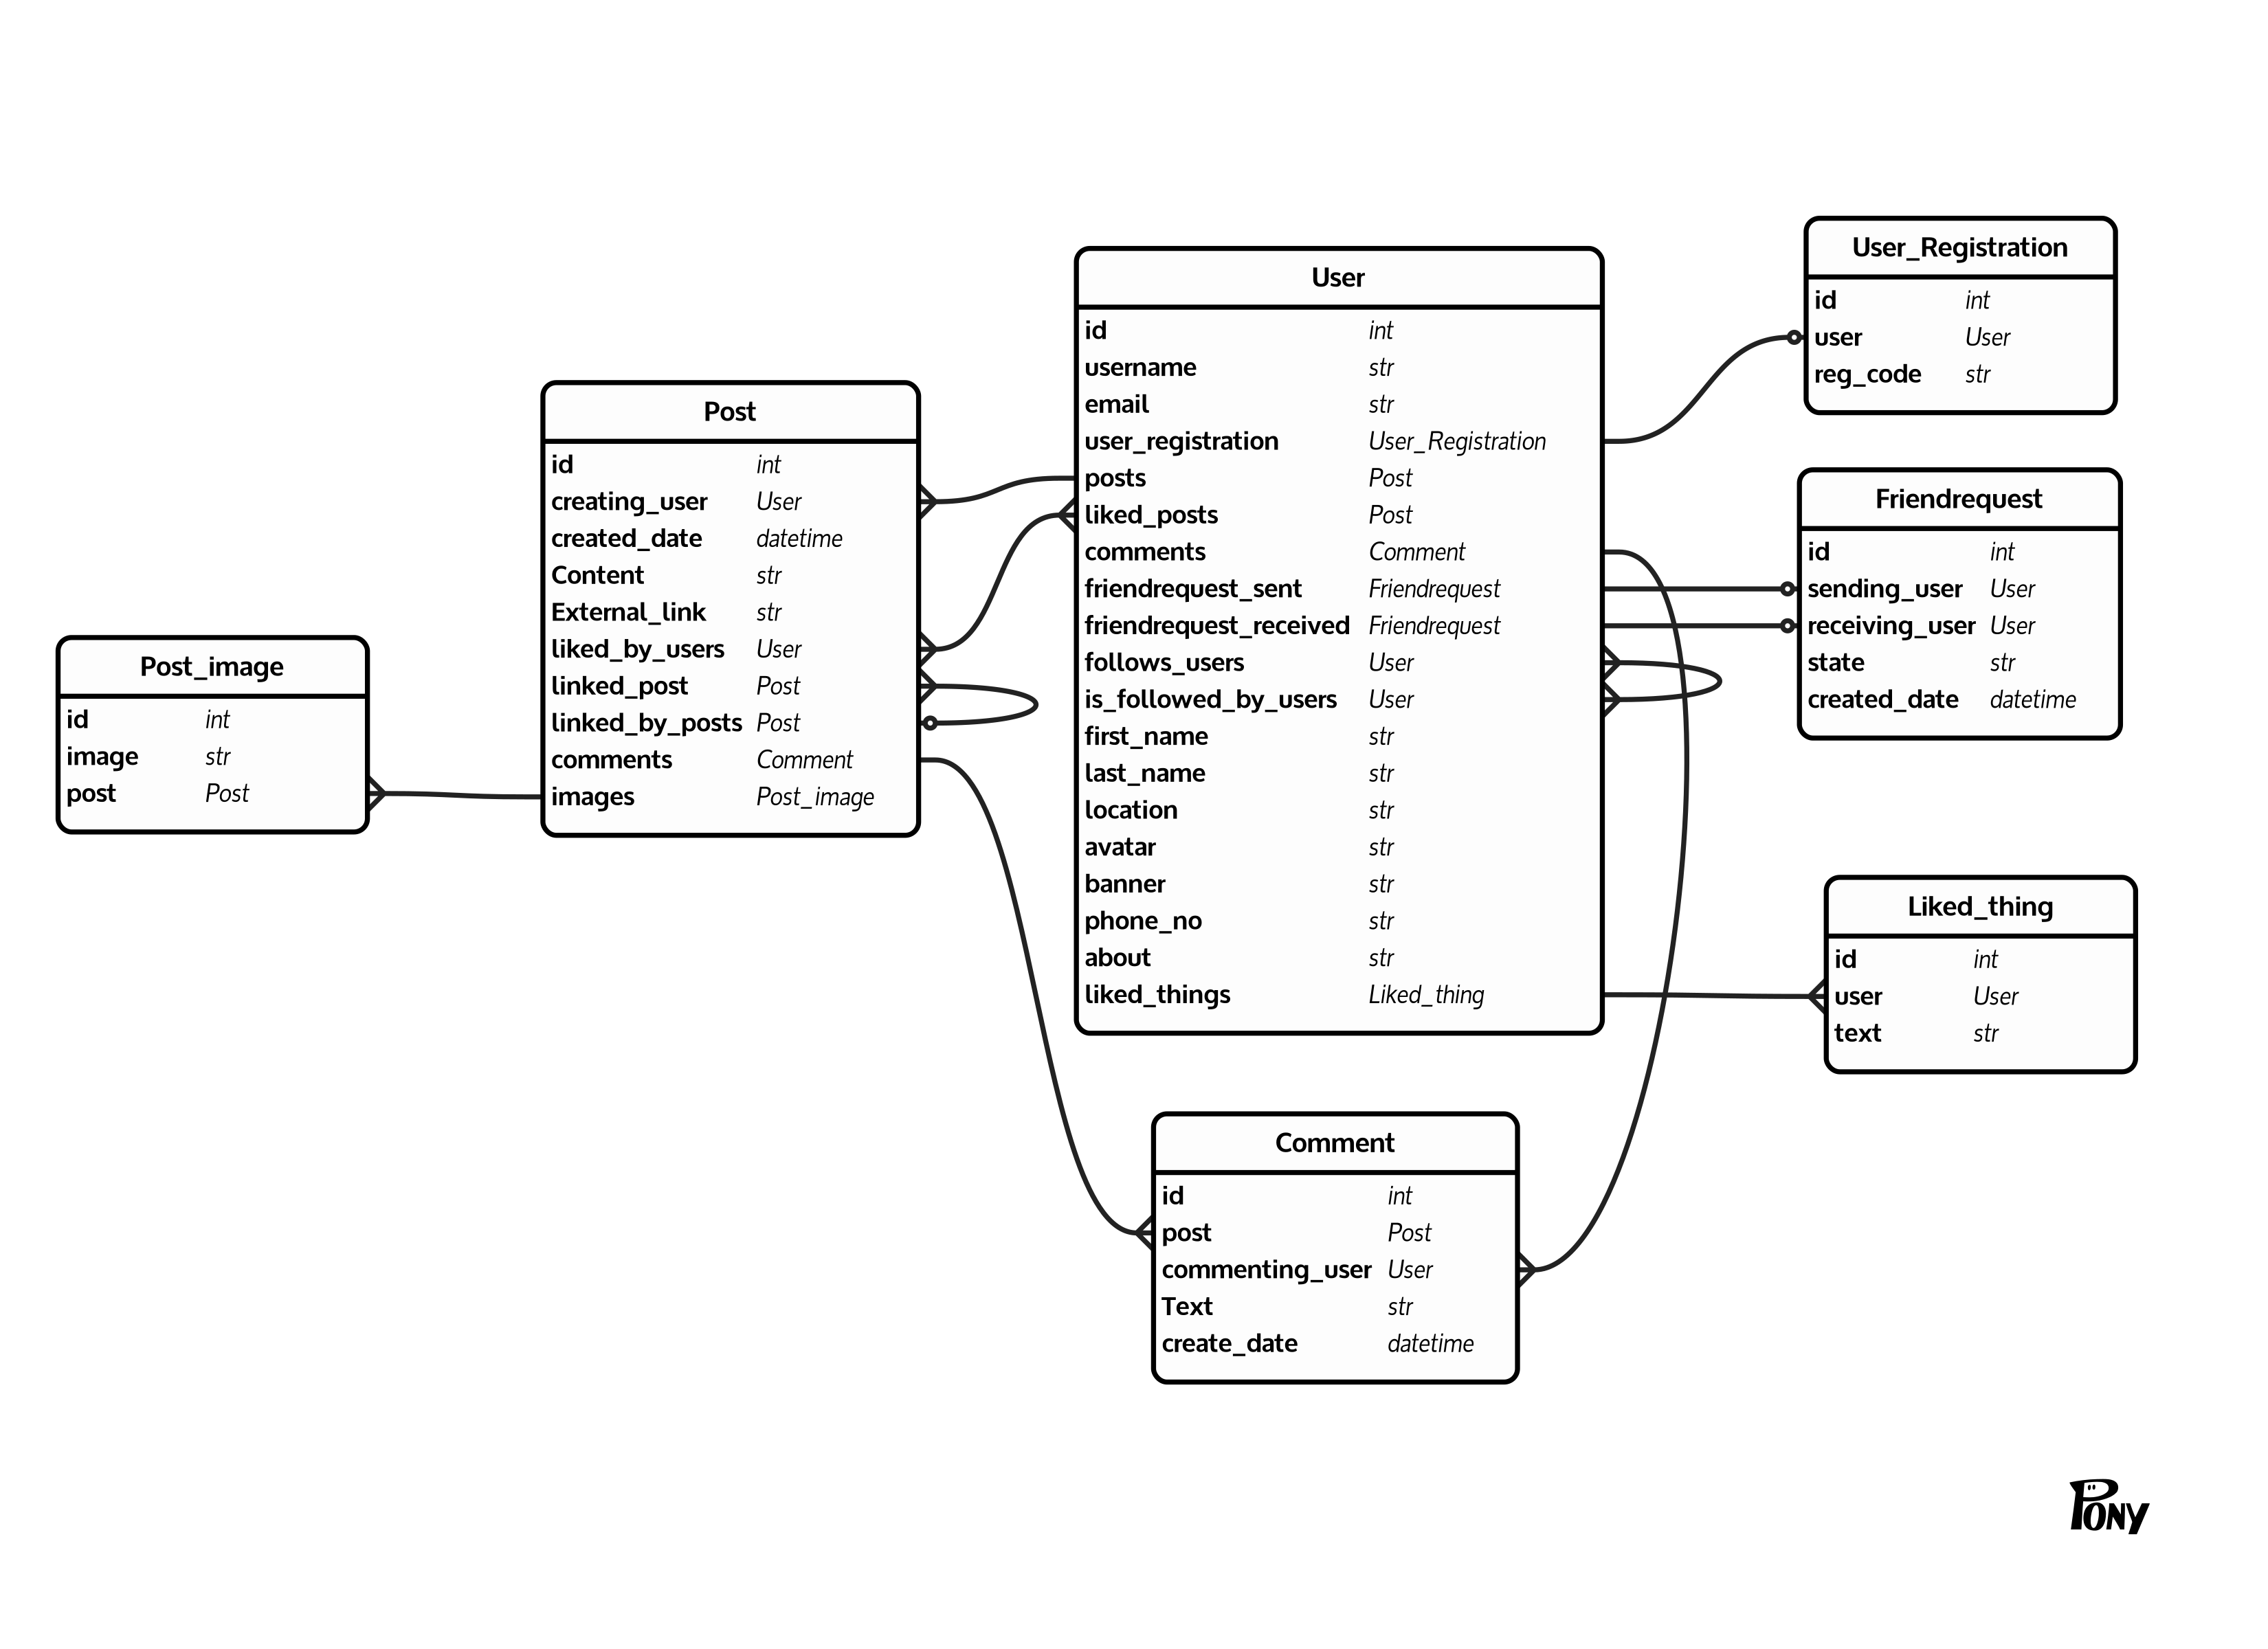 User_Registration
id int
user User
reg_code str
User
id int
username str
email str
user_registration User_Registration
posts Post
liked_posts Post
comments Comment
friendrequest_sent Friendrequest
friendrequest_received Friendrequest
follows_users User
is_followed_by_users User
first_name str
last_name str
location str
avatar str
banner str
phone_no str
about str
liked_things Liked_thing
Post
id int
creating_user User
created_date datetime
Content str
External_link str
liked_by_users User
linked_post Post
linked_by_posts Post
comments Comment
images Post_image
Friendrequest
id int
sending_user User
receiving_user User
state str
created_date datetime
Post_image
id int
image str
post Post
Liked_thing
id int
user User
text str
Comment
id int
post Post
commenting_user User
Text str
create_date datetime
PONY